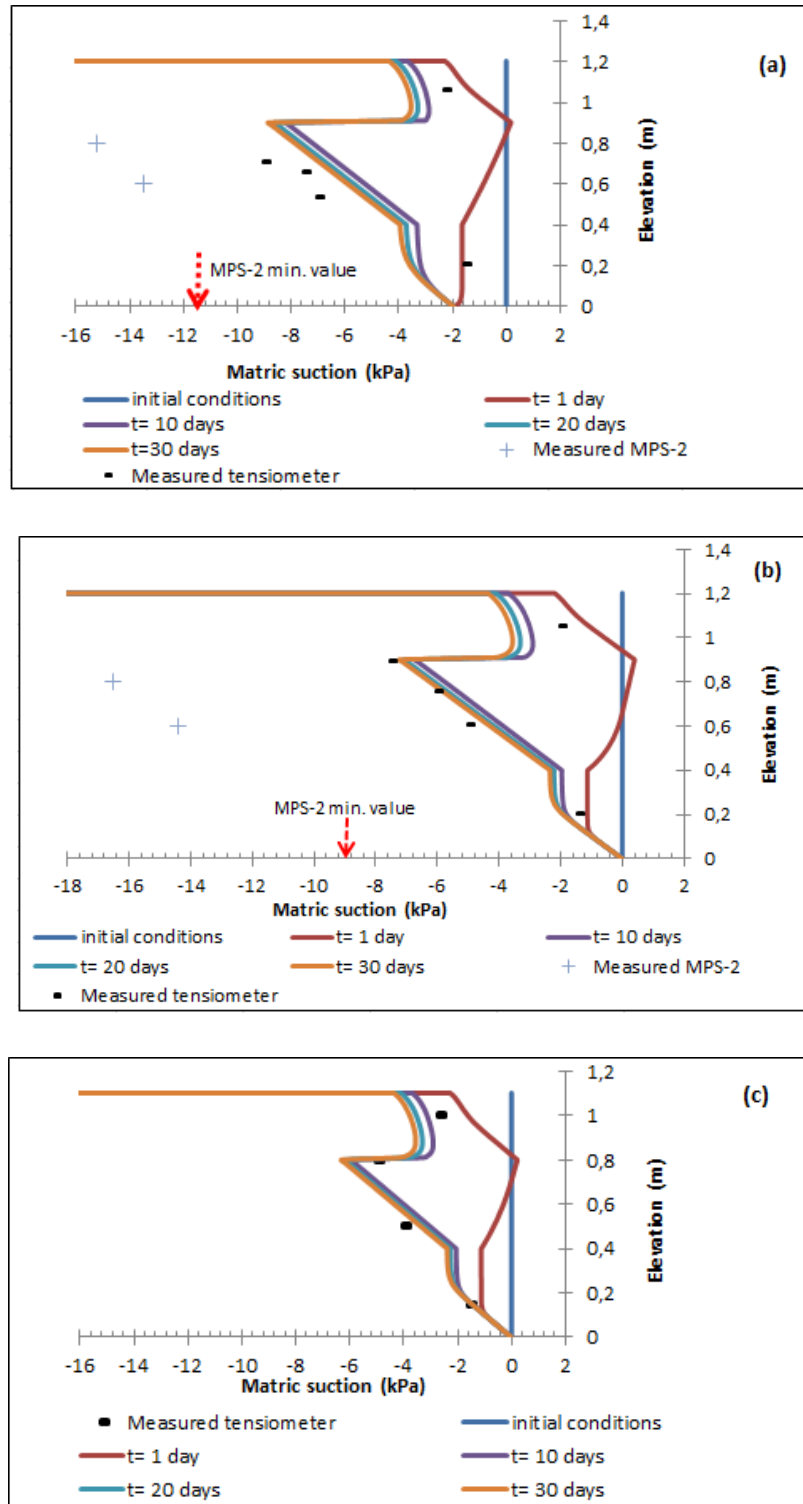 1,4
(a)
1,2
1
0,8
0,6
0,4
0,2
0
Elevation (m)
MPS-2 min. value
-16 -14 -12 -10 -8 -6 -4 -2 0 2
Matric suction (kPa)
initial conditions t= 1 day
t= 10 days t= 20 days
t=30 days Measured MPS-2
Measured tensiometer
1,4
(b)
1,2
1
0,8
0,6
0,4
0,2
0
Elevation (m)
MPS-2 min. value
-18 -16 -14 -12 -10 -8 -6 -4 -2 0 2
Matric suction (kPa)
initial conditions t= 1 day t= 10 days
t= 20 days t= 30 days Measured MPS-2
Measured tensiometer
1,2
(c)
1
0,8
0,6
0,4
0,2
0
Elevation (m)
-16 -14 -12 -10 -8 -6 -4 -2 0 2
Matric suction (kPa)
Measured tensiometer initial conditions
t= 1 day t= 10 days
t= 20 days t= 30 days